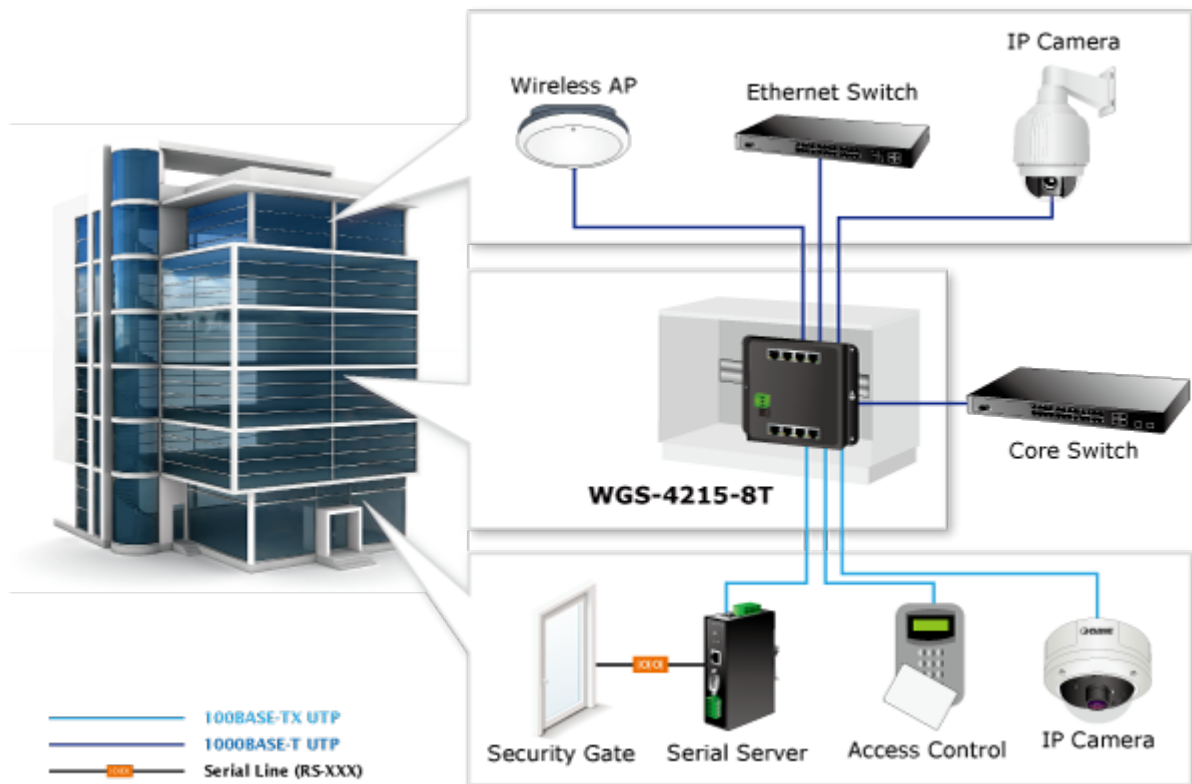 IP Camera
Wireless AP
Ethernet Switch
Core Switch
WGS-4215-8T
Security Gate
Serial Server
Access Control
IP Camera
100BASE-TX UTP
1000BASE-T UTP
Serial Line (RS-XXX)